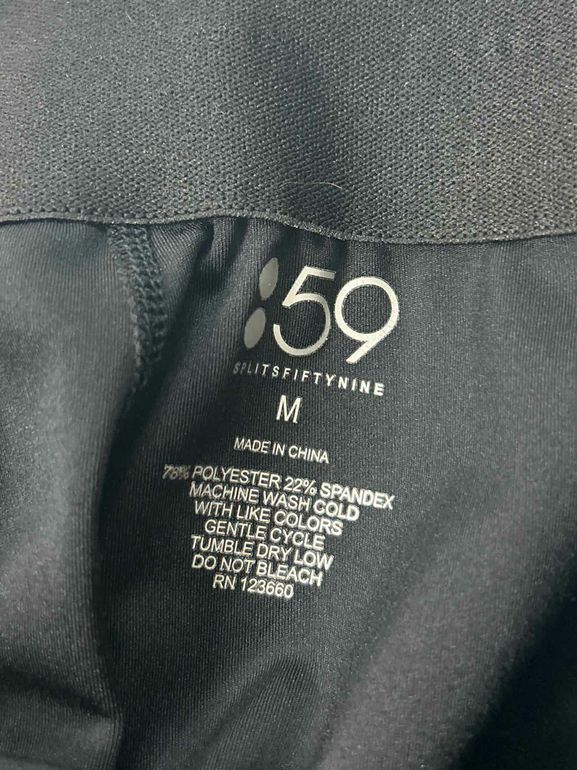 :59
SPLITSFIFTYNINE
M
MADE IN CHINA
78% POLYESTER 22% SPANDEX
MACHINE WASH COLD
WITH LIKE COLORS
GENTLE CYCLE
TUMBLE DRY LOW
DO NOT BLEACH
RN 123660